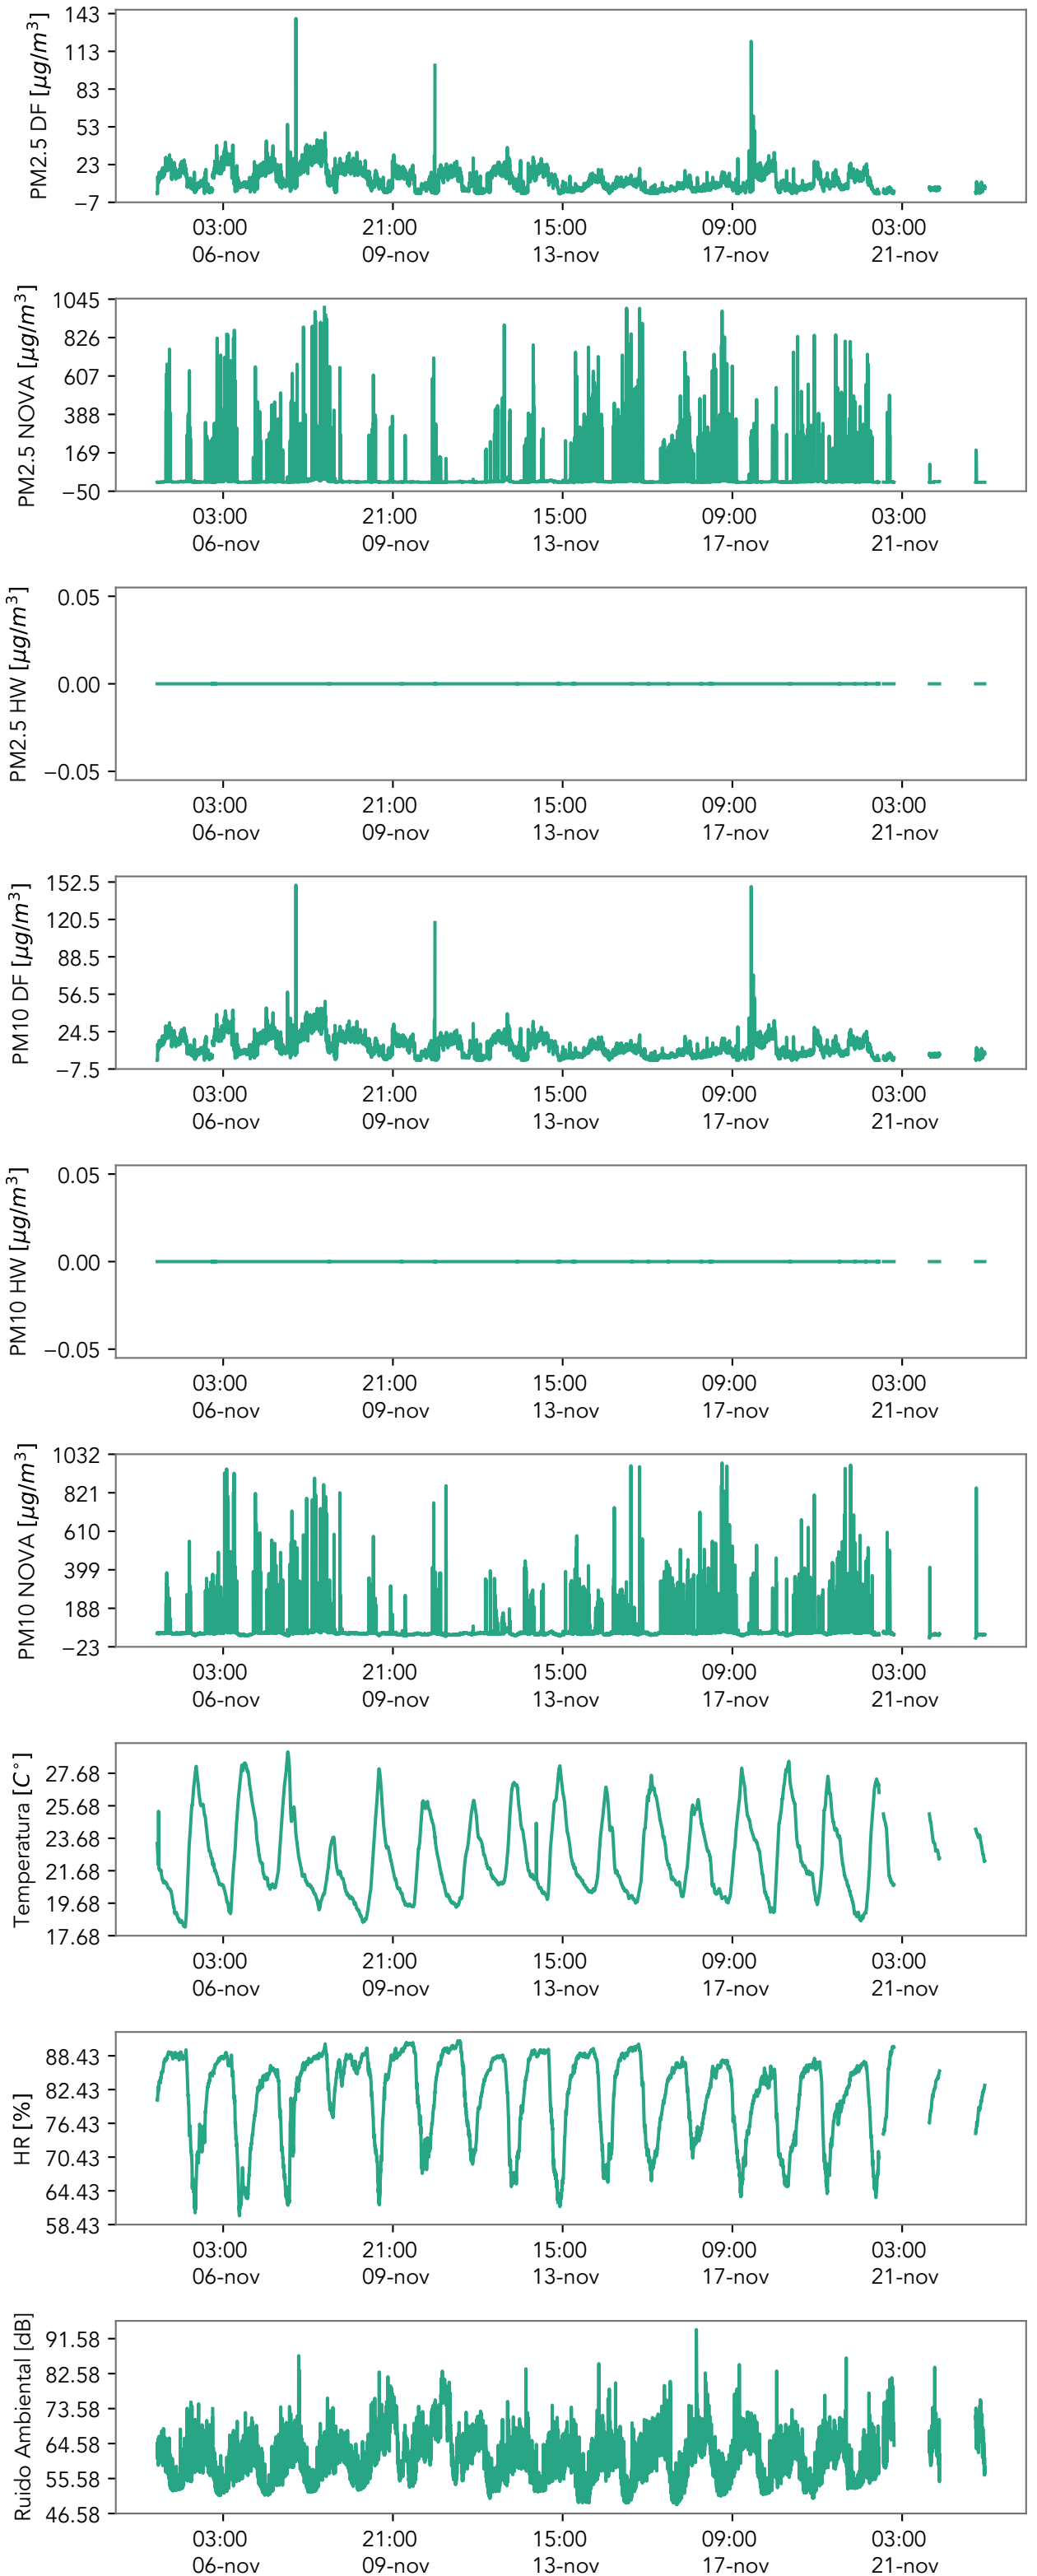 PM2.5 DF [μg/m³]
143
113
83
53
23
−7
03:00 21:00 15:00 09:00 03:00
06-nov 09-nov 13-nov 17-nov 21-nov
PM2.5 NOVA [μg/m³]
1045
826
607
388
169
−50
03:00 21:00 15:00 09:00 03:00
06-nov 09-nov 13-nov 17-nov 21-nov
PM2.5 HW [μg/m³]
0.05
0.00
−0.05
03:00 21:00 15:00 09:00 03:00
06-nov 09-nov 13-nov 17-nov 21-nov
PM10 DF [μg/m³]
152.5
120.5
88.5
56.5
24.5
−7.5
03:00 21:00 15:00 09:00 03:00
06-nov 09-nov 13-nov 17-nov 21-nov
PM10 HW [μg/m³]
0.05
0.00
−0.05
03:00 21:00 15:00 09:00 03:00
06-nov 09-nov 13-nov 17-nov 21-nov
PM10 NOVA [μg/m³]
1032
821
610
399
188
−23
03:00 21:00 15:00 09:00 03:00
06-nov 09-nov 13-nov 17-nov 21-nov
Temperatura [C°]
27.68
25.68
23.68
21.68
19.68
17.68
03:00 21:00 15:00 09:00 03:00
06-nov 09-nov 13-nov 17-nov 21-nov
HR [%]
88.43
82.43
76.43
70.43
64.43
58.43
03:00 21:00 15:00 09:00 03:00
06-nov 09-nov 13-nov 17-nov 21-nov
Ruido Ambiental [dB]
91.58
82.58
73.58
64.58
55.58
46.58
03:00 21:00 15:00 09:00 03:00
06-nov 09-nov 13-nov 17-nov 21-nov